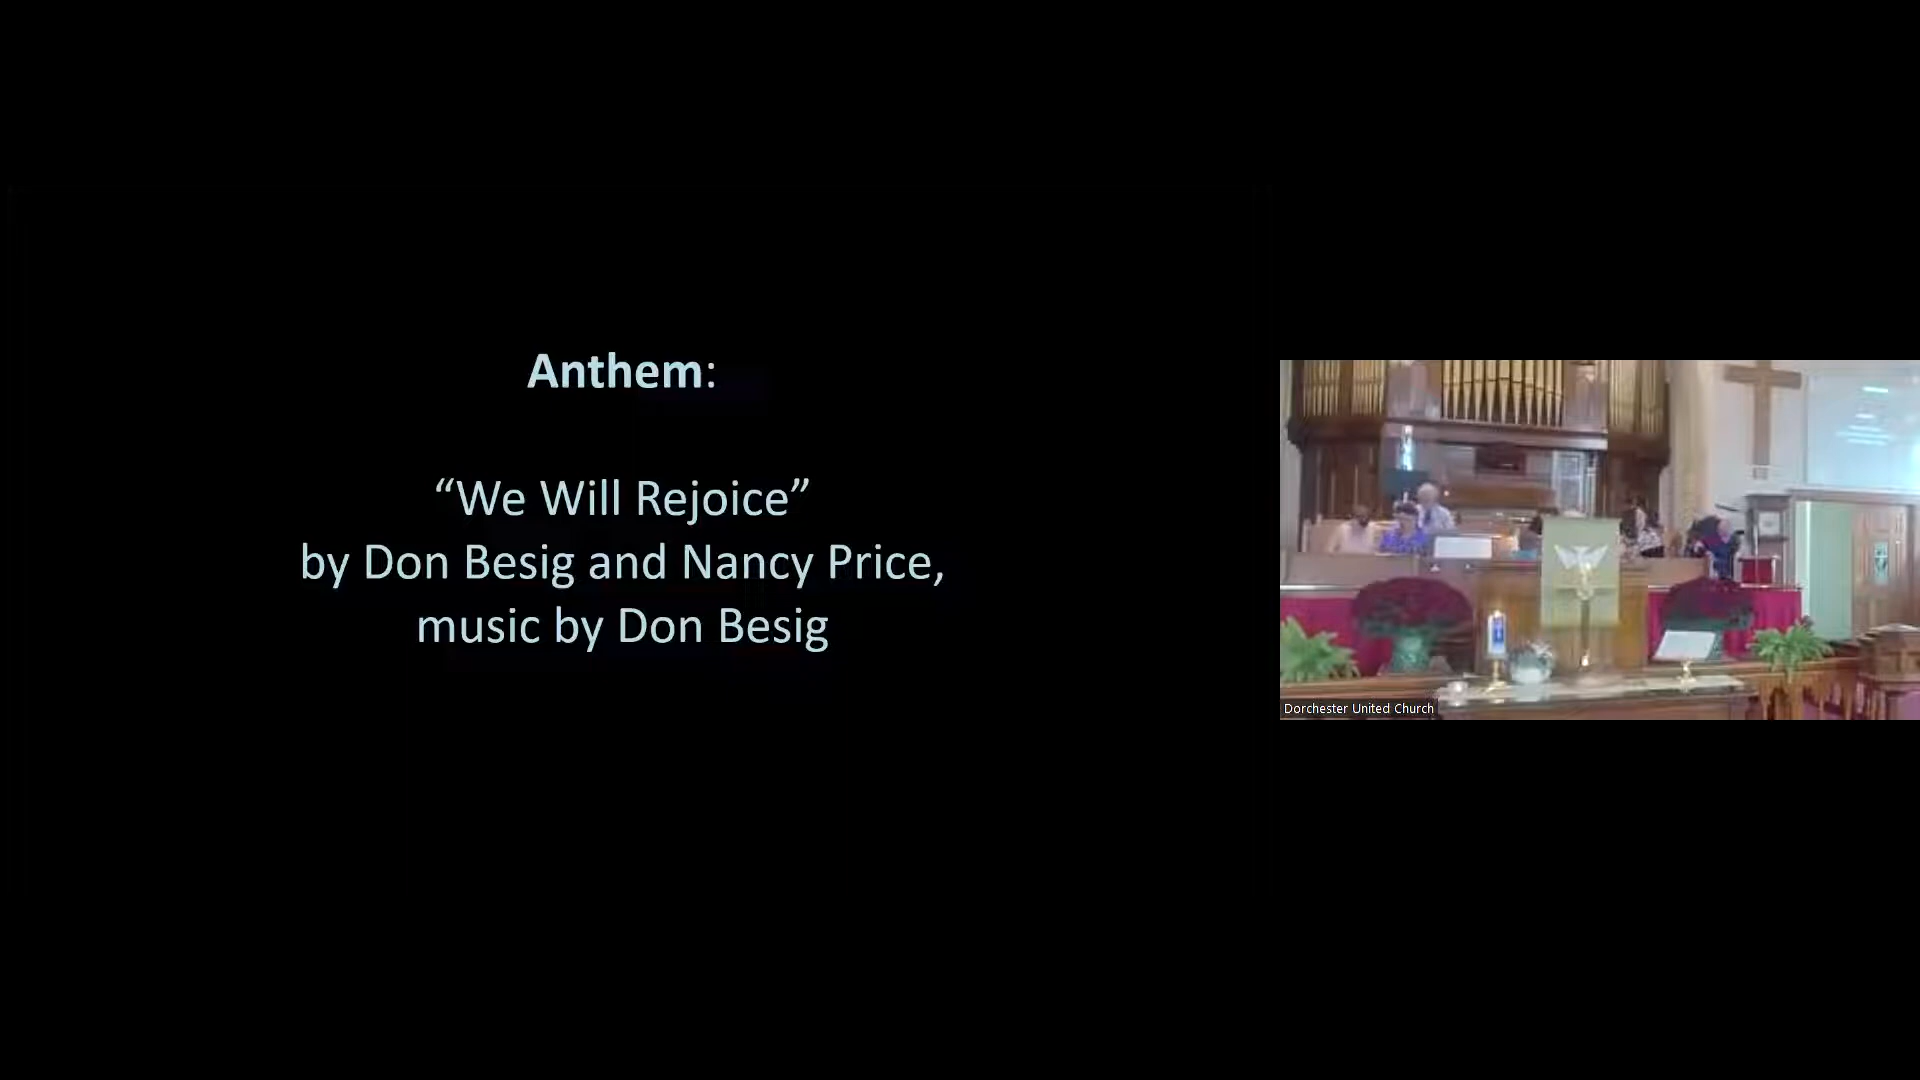 Anthem:
“We Will Rejoice”
by Don Besig and Nancy Price,
music by Don Besig
Dorchester United Church